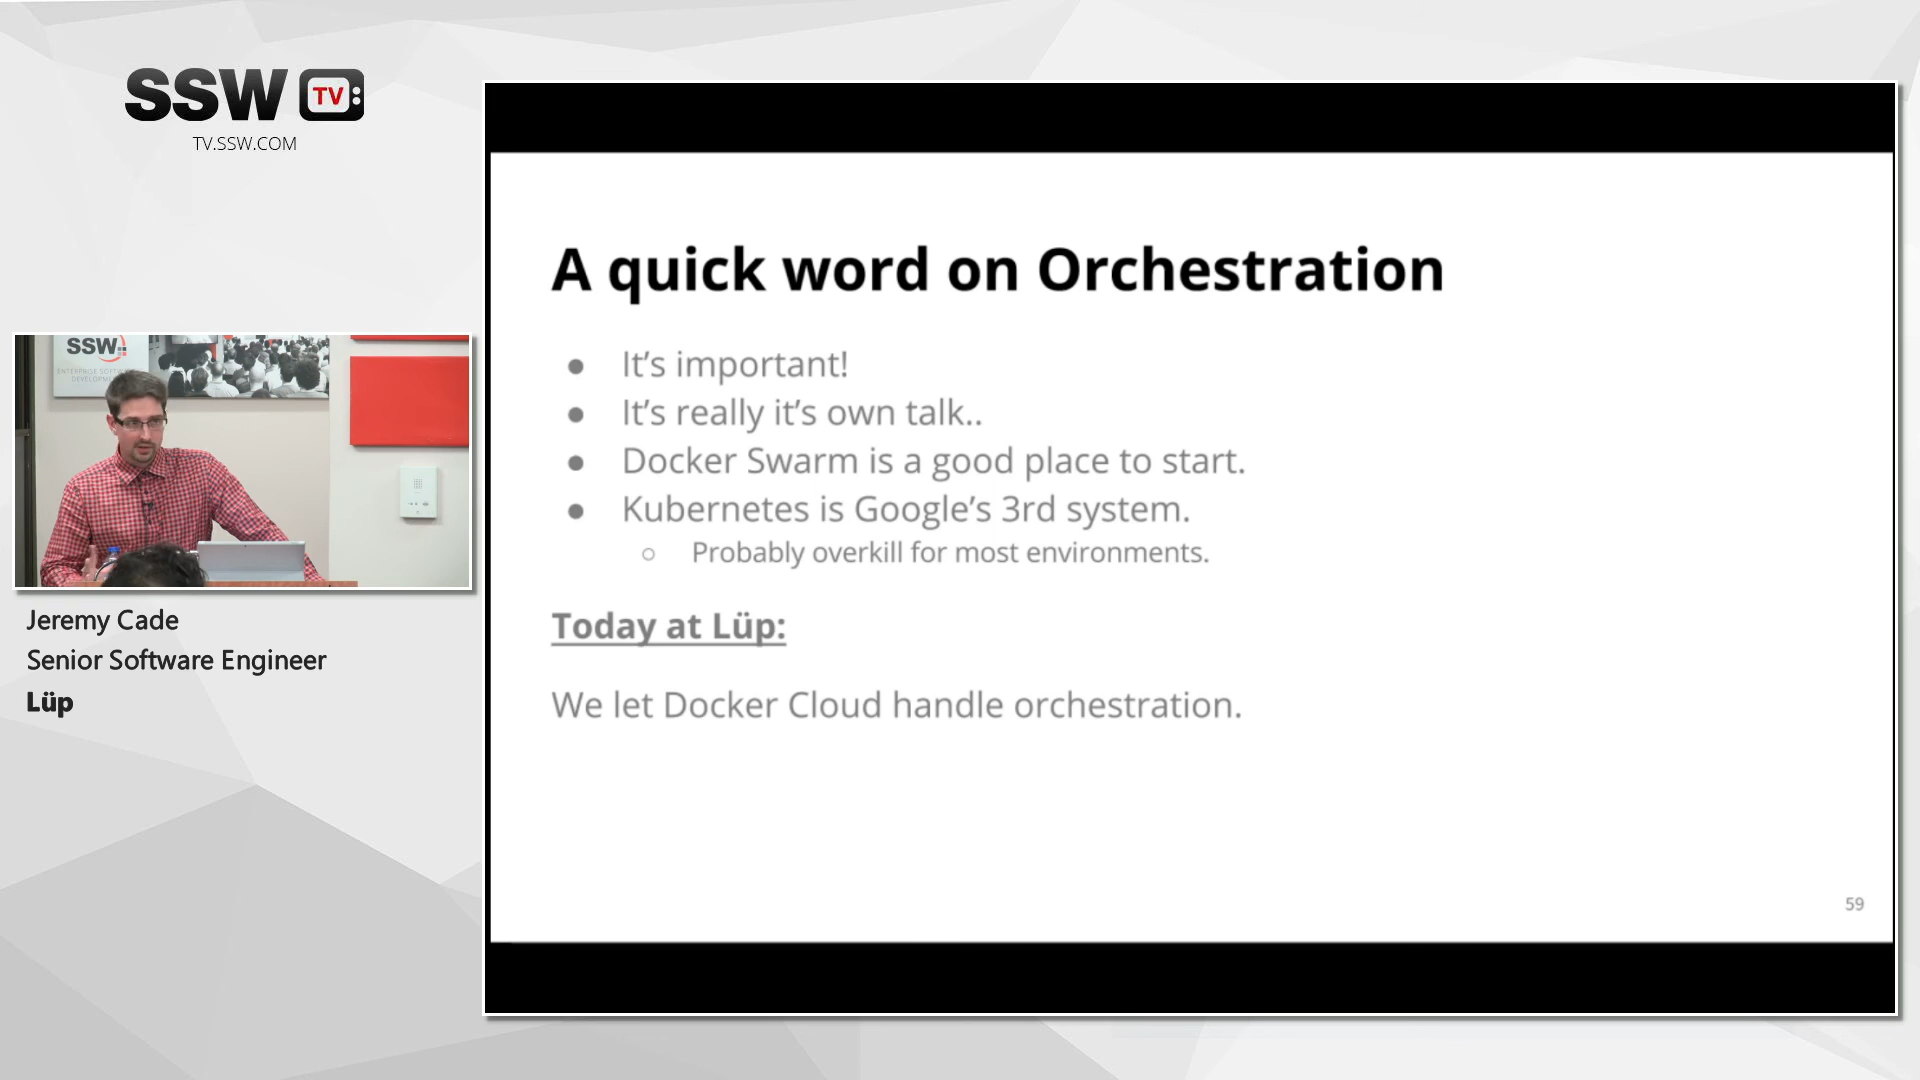 SSW TV
TV.SSW.COM
A quick word on Orchestration
● It’s important!
● It’s really it’s own talk..
● Docker Swarm is a good place to start.
● Kubernetes is Google’s 3rd system.
○ Probably overkill for most environments.
Today at Lüp:
We let Docker Cloud handle orchestration.
59
SSW
Jeremy Cade
Senior Software Engineer
Lüp